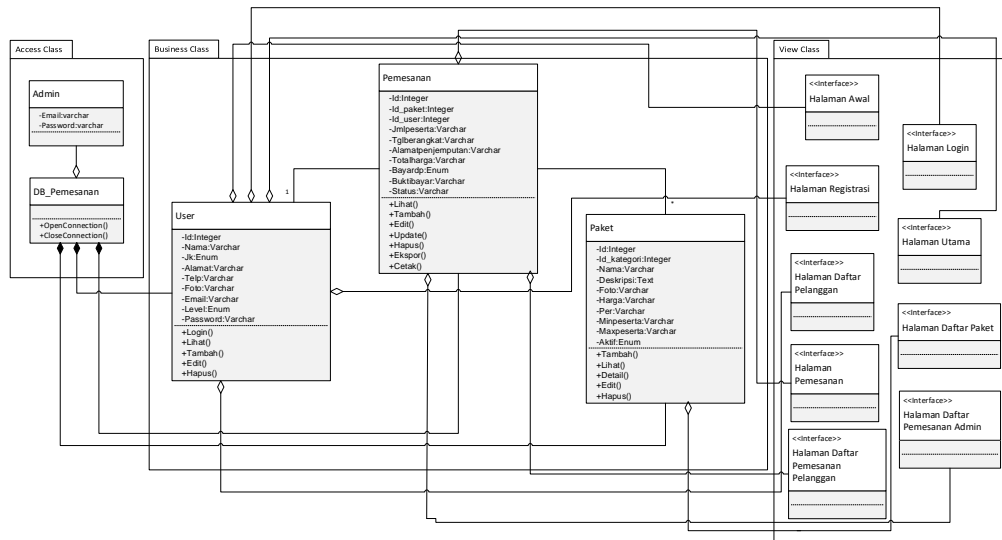 Access Class
Admin
-Email:varchar
-Password:varchar
DB_Pemesanan
+OpenConnection()
+CloseConnection()
Business Class
User
-Id:Integer
-Nama:Varchar
-Jk:Enum
-Alamat:Varchar
-Telp:Varchar
-Foto:Varchar
-Email:Varchar
-Level:Enum
-Password:Varchar
+Login()
+Lihat()
+Tambah()
+Edit()
+Hapus()
1
Pemesanan
-Id:Integer
-Id_paket:Integer
-Id_user:Integer
-Jmlpeserta:Varchar
-Tglberangkat:Varchar
-Alamatpenjemputan:Varchar
-Totalharga:Varchar
-Bayardp:Enum
-Buktibayar:Varchar
-Status:Varchar
+Lihat()
+Tambah()
+Edit()
+Update()
+Hapus()
+Ekspor()
+Cetak()
*
Paket
-Id:Integer
-Id_kategori:Integer
-Nama:Varchar
-Deskripsi:Text
-Foto:Varchar
-Harga:Varchar
-Per:Varchar
-Minpeserta:Varchar
-Maxpeserta:Varchar
-Aktif:Enum
+Tambah()
+Lihat()
+Detail()
+Edit()
+Hapus()
View Class
<<Interface>>
Halaman Awal
<<Interface>>
Halaman Login
<<Interface>>
Halaman Registrasi
<<Interface>>
Halaman Utama
<<Interface>>
Halaman Daftar
Pelanggan
<<Interface>>
Halaman Daftar Paket
<<Interface>>
Halaman
Pemesanan
<<Interface>>
Halaman Daftar
Pemesanan Admin
<<Interface>>
Halaman Daftar
Pemesanan
Pelanggan